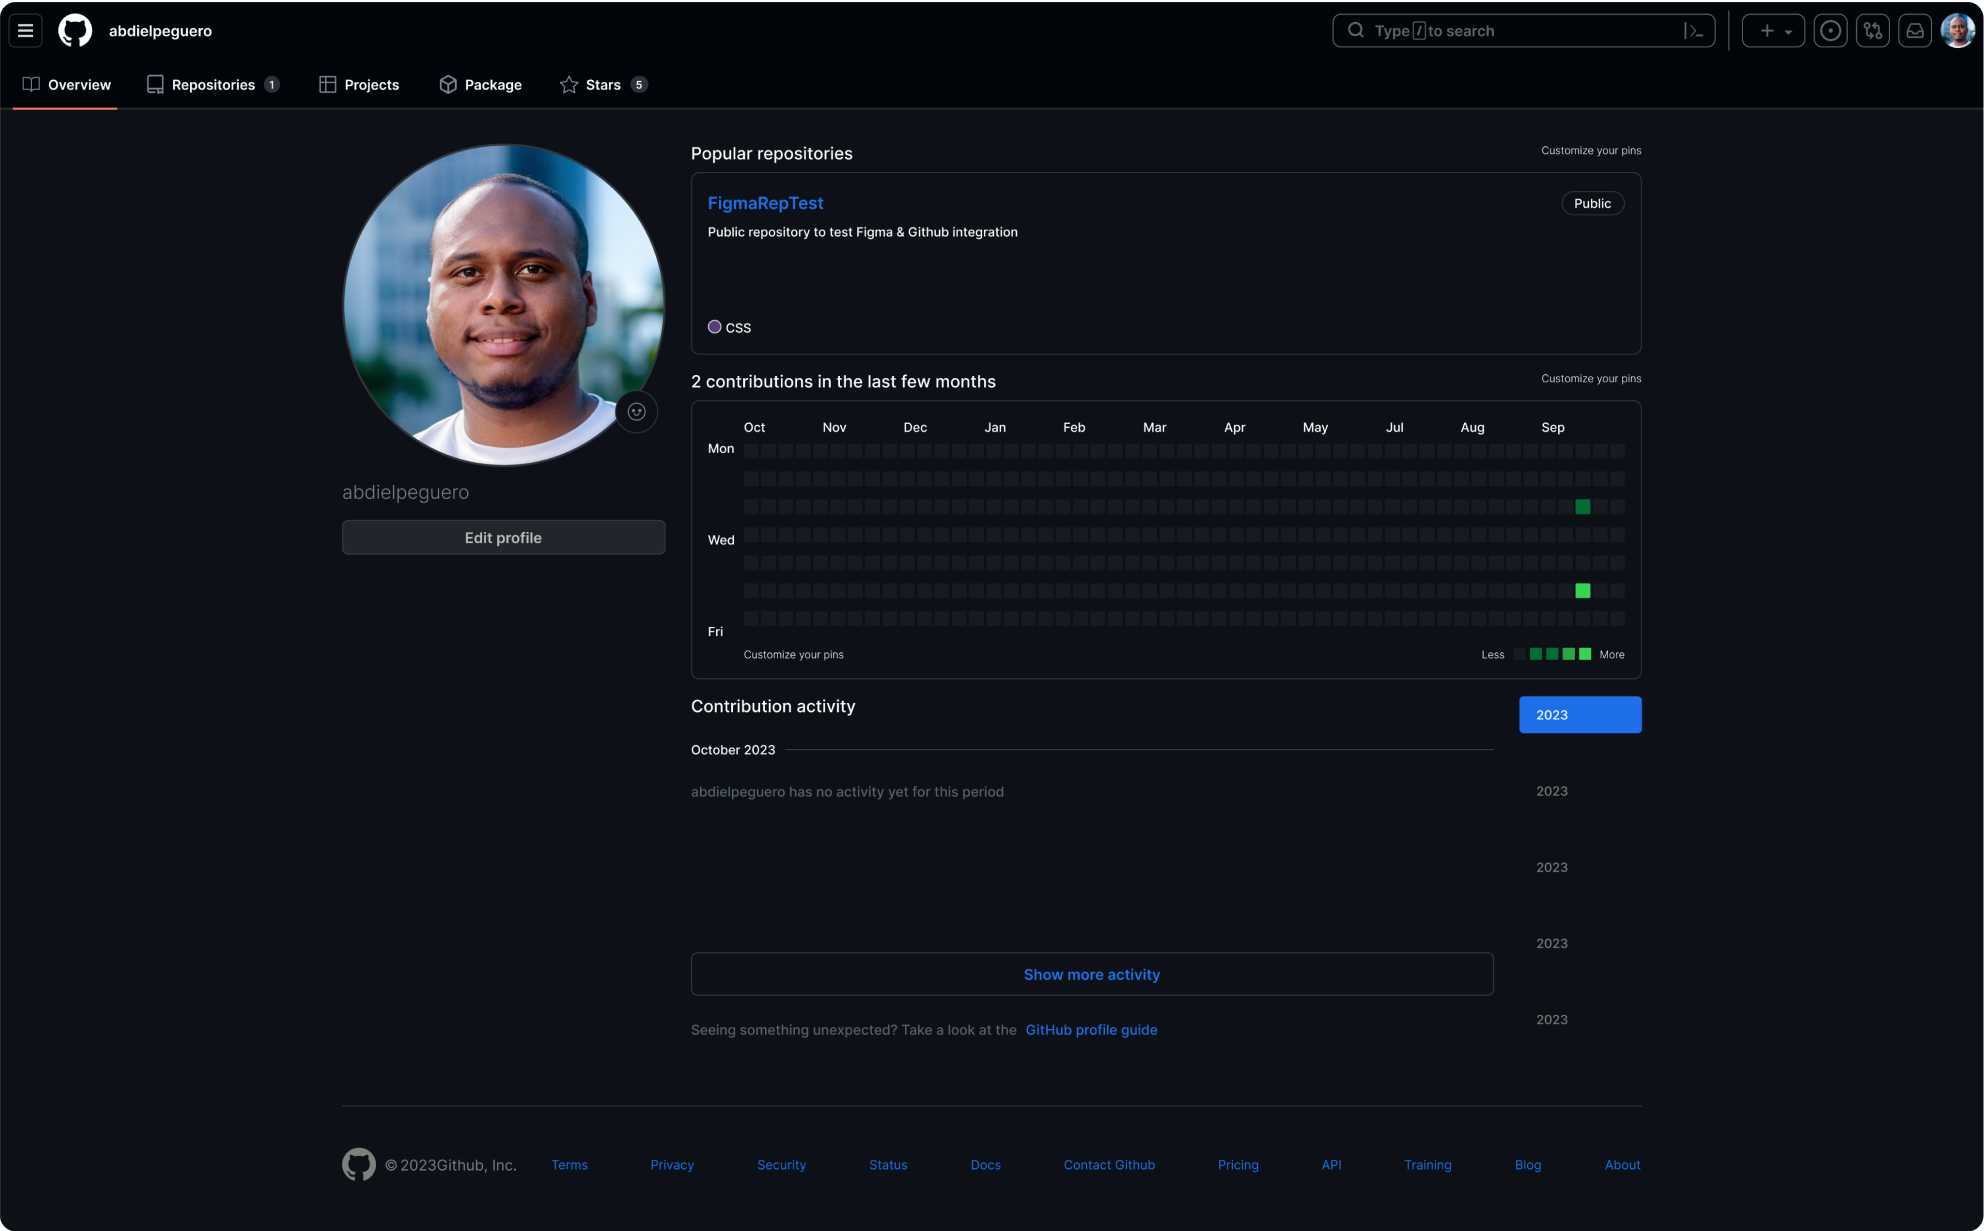 abdielpeguero
Type / to search
Overview
Repositories 1
Projects
Package
Stars 5
abdielpeguero
Edit profile
Popular repositories
Customize your pins
FigmaRepTest
Public
Public repository to test Figma & Github integration
CSS
2 contributions in the last few months
Customize your pins
Oct Nov Dec Jan Feb Mar Apr May Jul Aug Sep
Mon
Wed
Fri
Customize your pins
Less More
Contribution activity
2023
October 2023
abdielpeguero has no activity yet for this period
2023
2023
2023
Show more activity
2023
Seeing something unexpected? Take a look at the GitHub profile guide
© 2023Github, Inc. Terms Privacy Security Status Docs Contact Github Pricing API Training Blog About